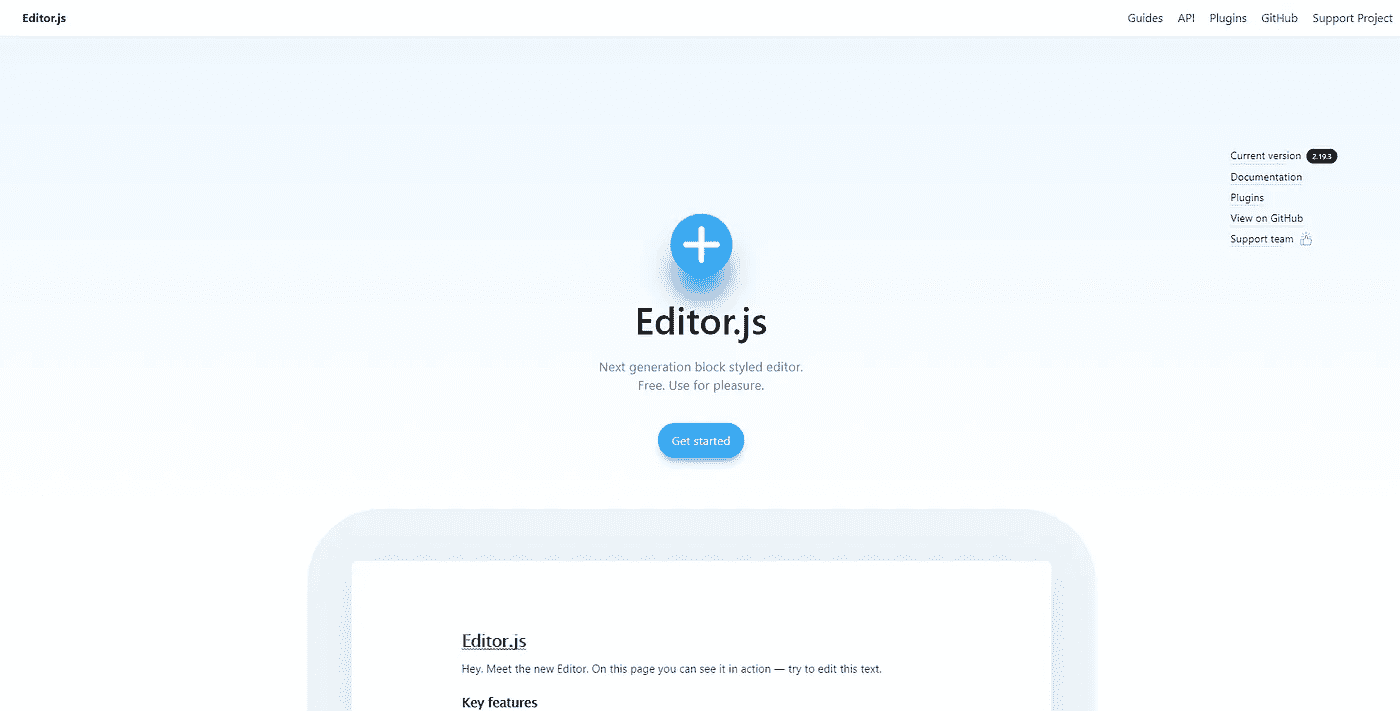 Editor.js
Guides API Plugins GitHub Support Project
Current version 2.19.3
Documentation
Plugins
View on GitHub
Support team
Editor.js
Next generation block styled editor.
Free. Use for pleasure.
Get started
Editor.js
Hey. Meet the new Editor. On this page you can see it in action — try to edit this text.
Key features